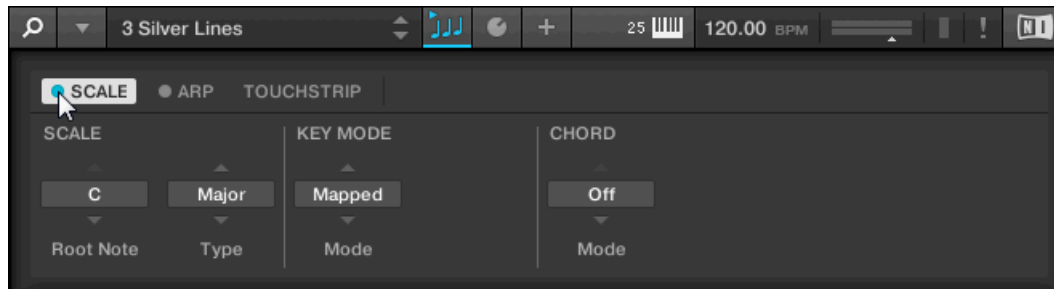 3 Silver Lines 25 120.00 BPM ! NI
SCALE ARP TOUCHSTRIP
SCALE KEY MODE CHORD
C Major Mapped Off
Root Note Type Mode Mode